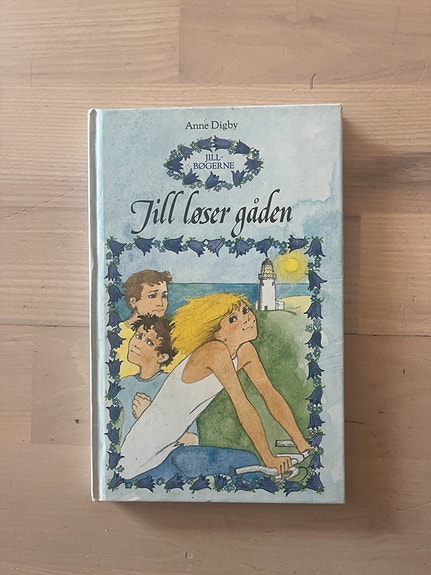 Anne Digby
JILL-
BØGERNE
Jill løser gåden